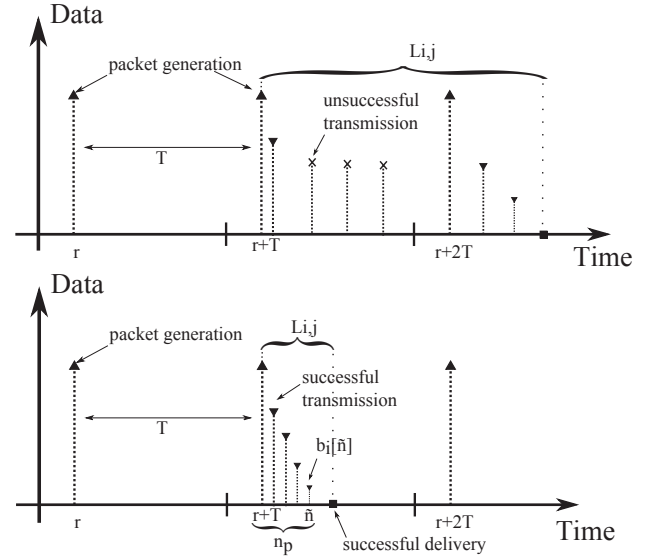 Data
Li,j
packet generation
unsuccessful
transmission
T
r
r+T
r+2T
Time
Data
packet generation
Li,j
successful
transmission
T
bi[ñ]
r
r+T
ñ
r+2T
Time
np
successful delivery